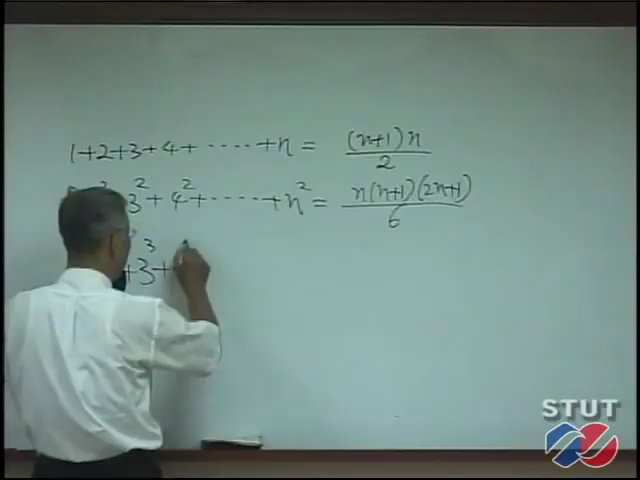 1+2+3+4+ ····+n = (n+1)n / 2
3² + 4² + ····· + n² = n(n+1)(2n+1) / 6
+3³+
STUT